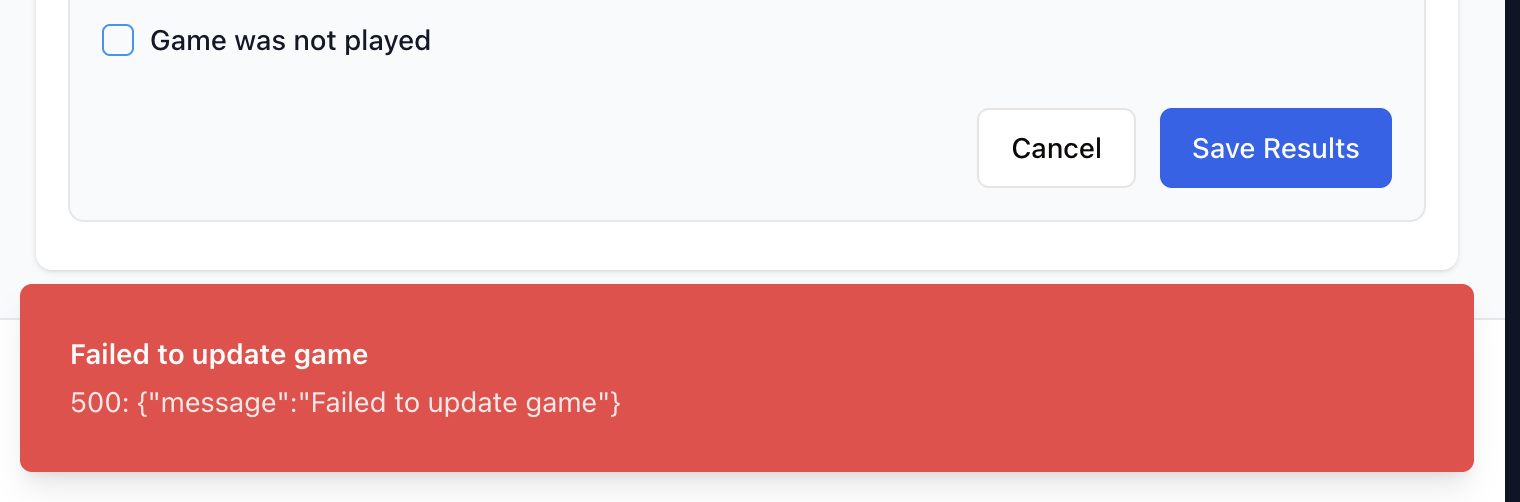 Game was not played
Cancel
Save Results
Failed to update game
500: {"message":"Failed to update game"}